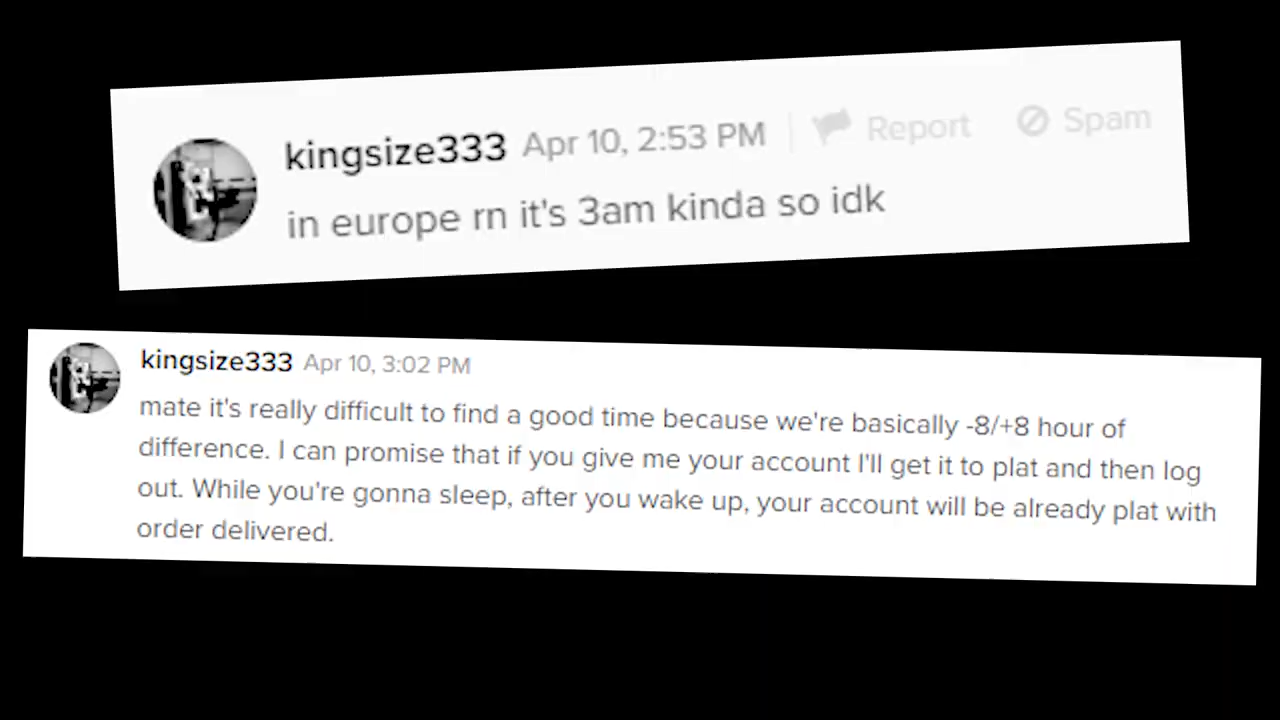 kingsize333 Apr 10, 2:53 PM Report Spam
in europe rn it's 3am kinda so idk
kingsize333 Apr 10, 3:02 PM
mate it's really difficult to find a good time because we're basically -8/+8 hour of
difference. I can promise that if you give me your account I'll get it to plat and then log
out. While you're gonna sleep, after you wake up, your account will be already plat with
order delivered.